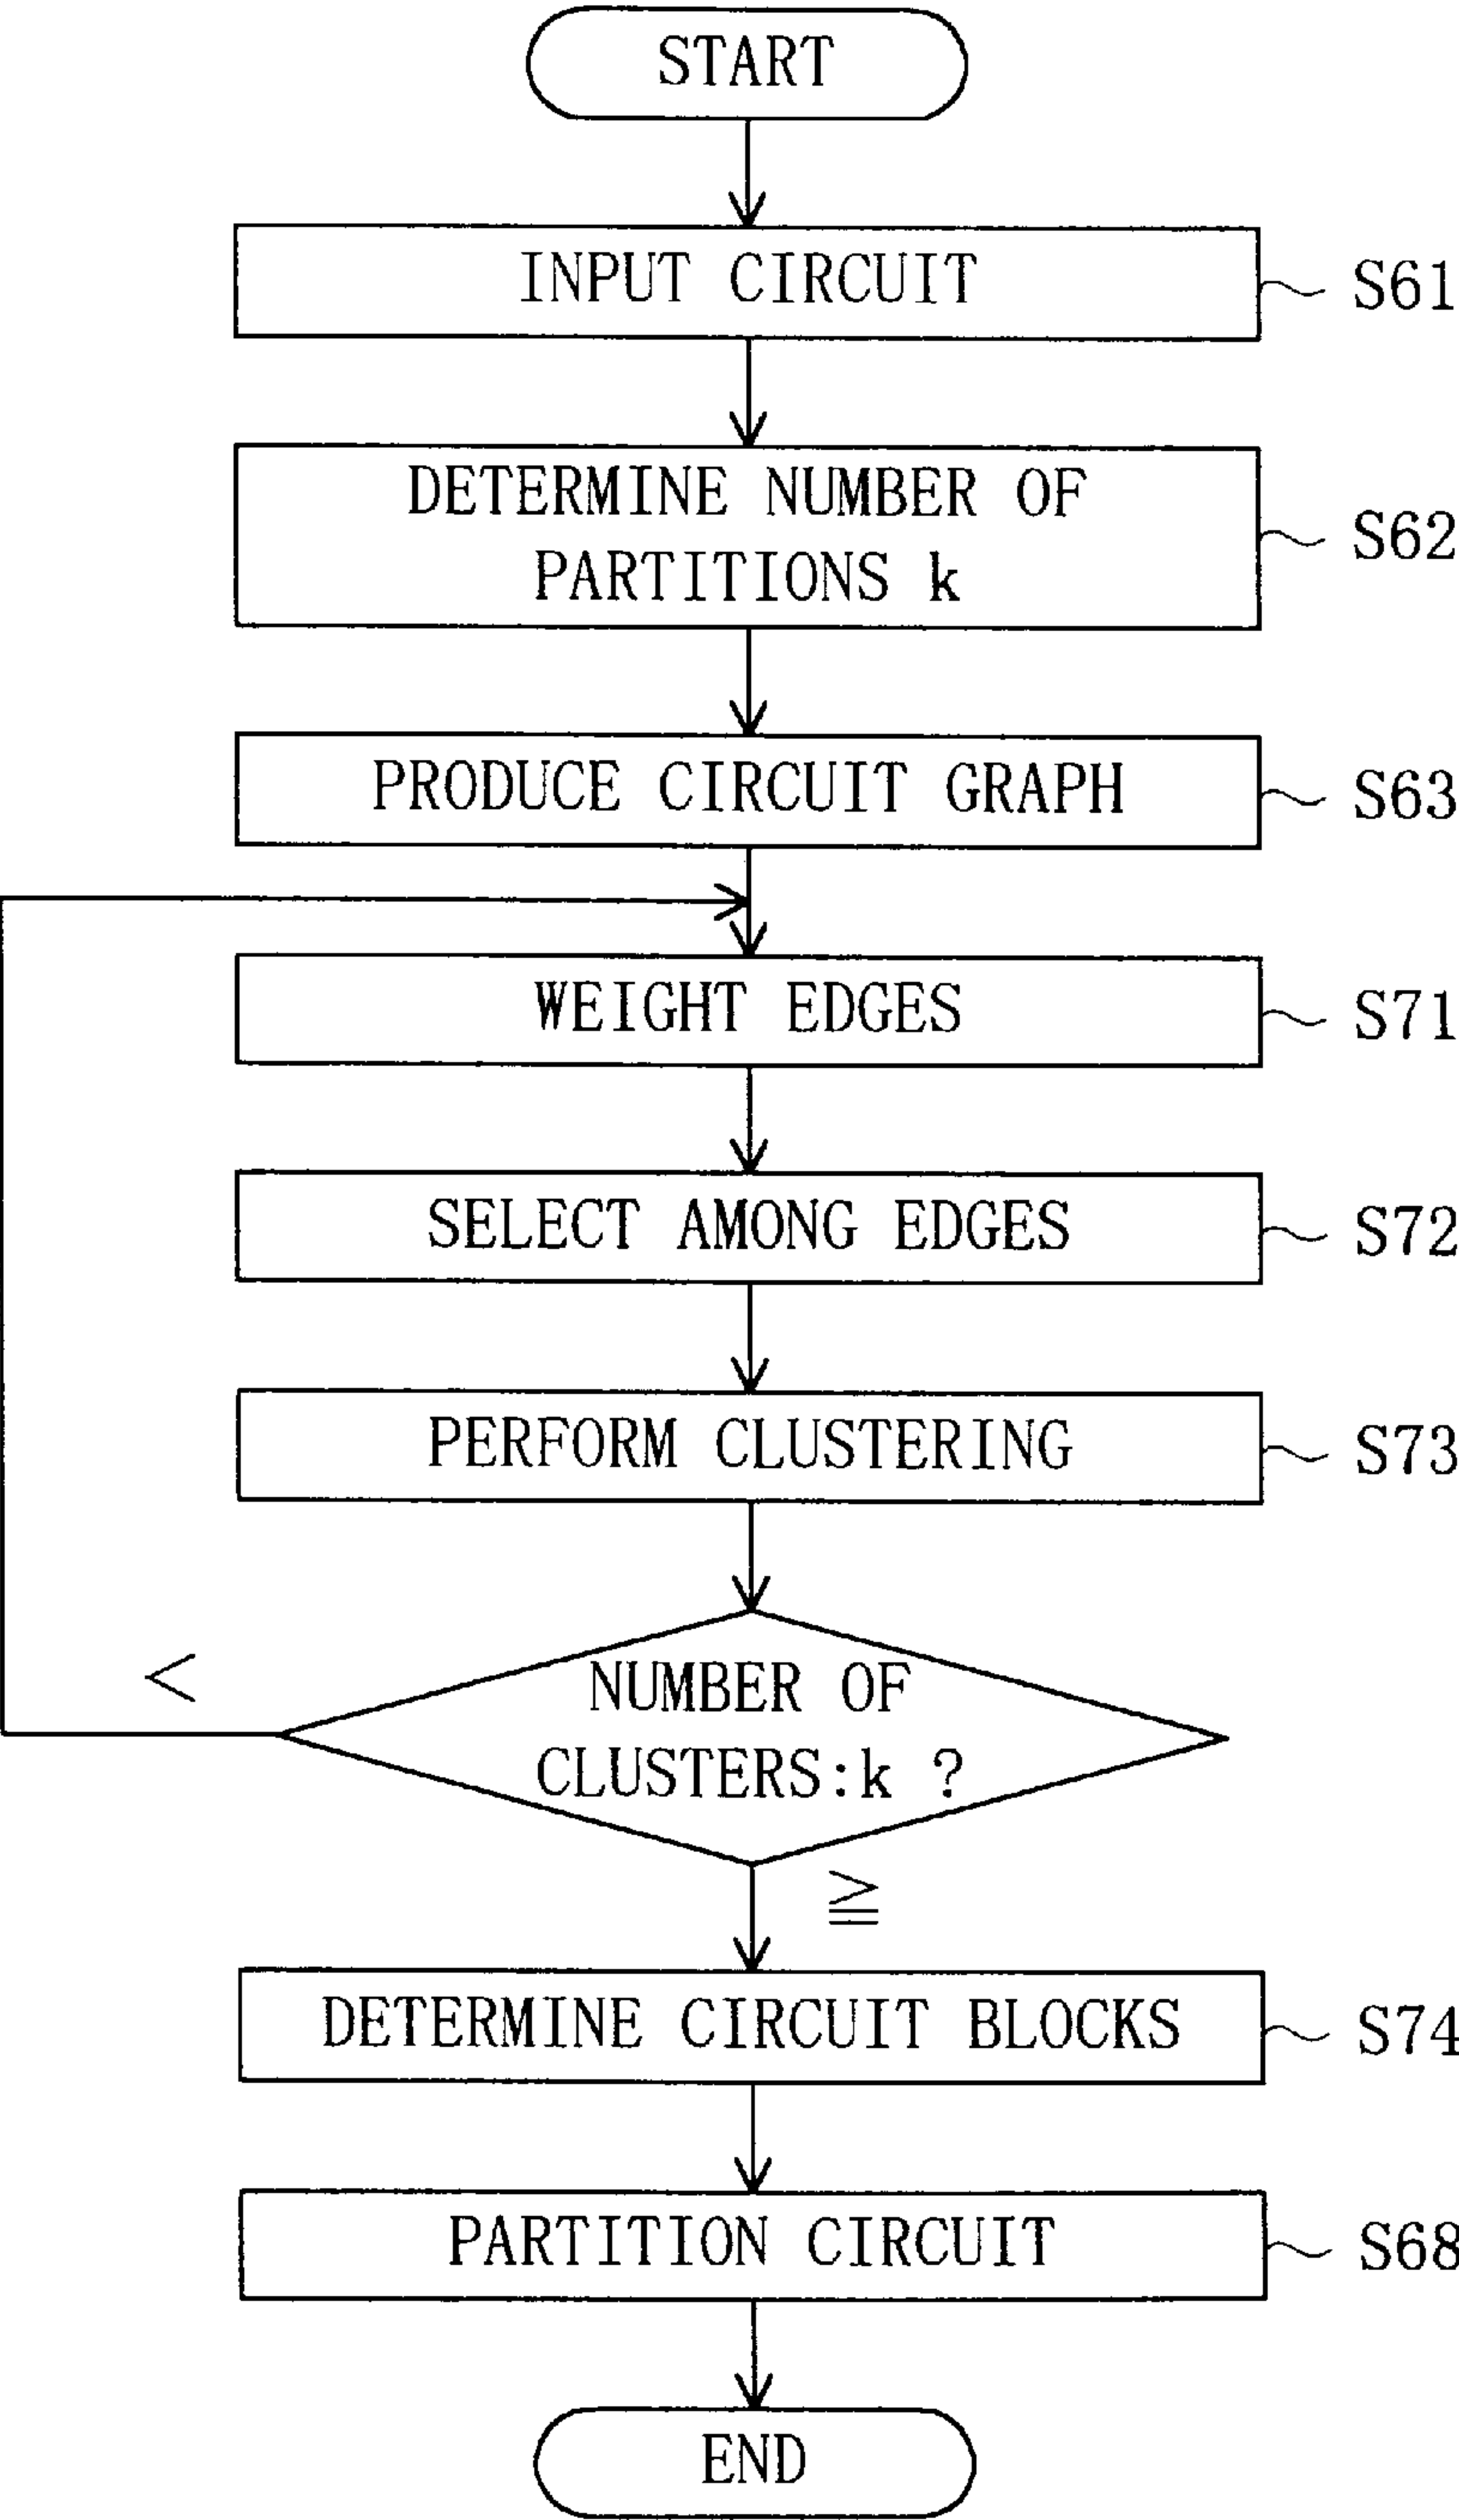 START
INPUT CIRCUIT
S61
DETERMINE NUMBER OF
PARTITIONS k
S62
PRODUCE CIRCUIT GRAPH
S63
WEIGHT EDGES
S71
SELECT AMONG EDGES
S72
PERFORM CLUSTERING
S73
<
NUMBER OF
CLUSTERS:k ?
≧
DETERMINE CIRCUIT BLOCKS
S74
PARTITION CIRCUIT
S68
END